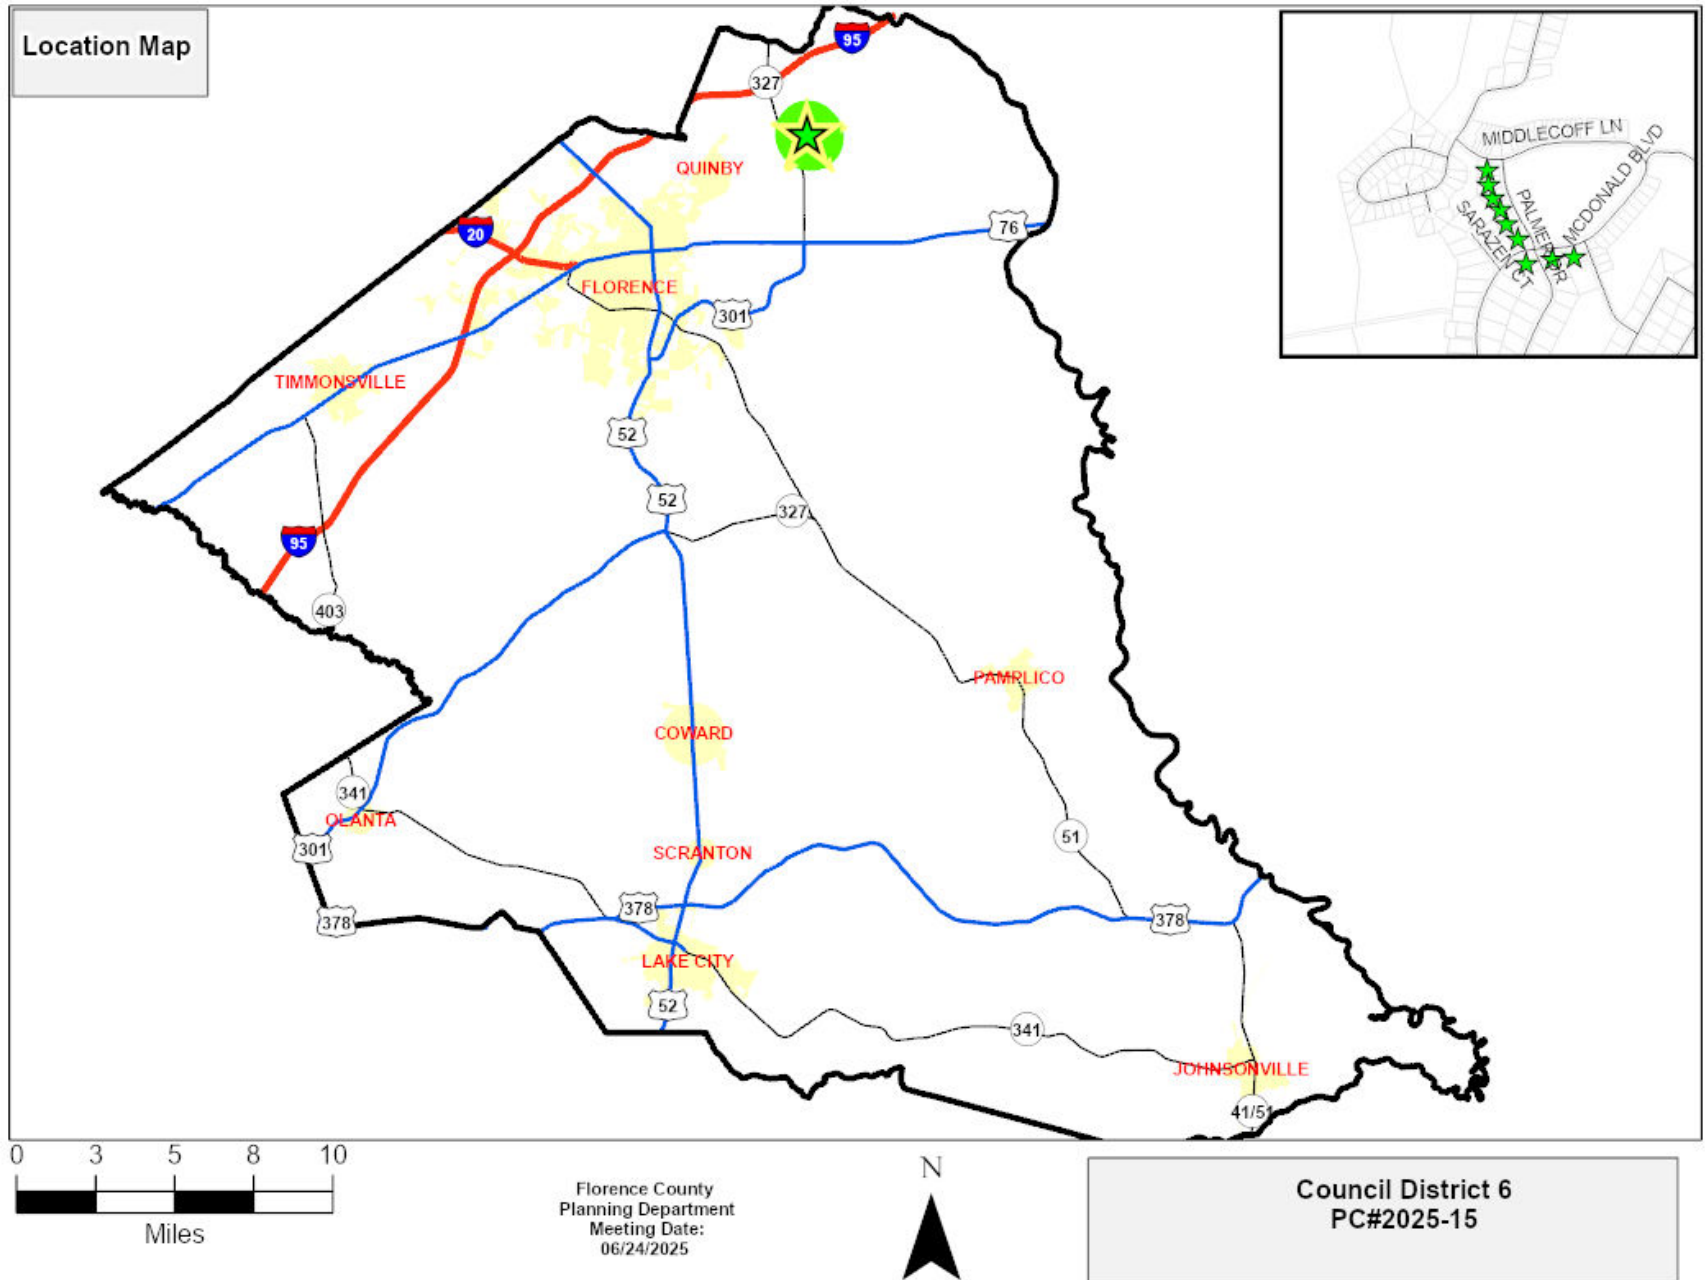 Location Map
95
327
QUINBY
20
76
FLORENCE
301
TIMMONSVILLE
52
52
327
95
403
PAMPLICO
COWARD
341
OLANTA
51
301
SCRANTON
378
378
378
LAKE CITY
52
341
JOHNSONVILLE
41/51
MIDDLECOFF LN
MCDONALD BLVD
PALMER DR
SARAZEN CT
0 3 5 8 10
Miles
Florence County
Planning Department
Meeting Date:
06/24/2025
N
Council District 6
PC#2025-15